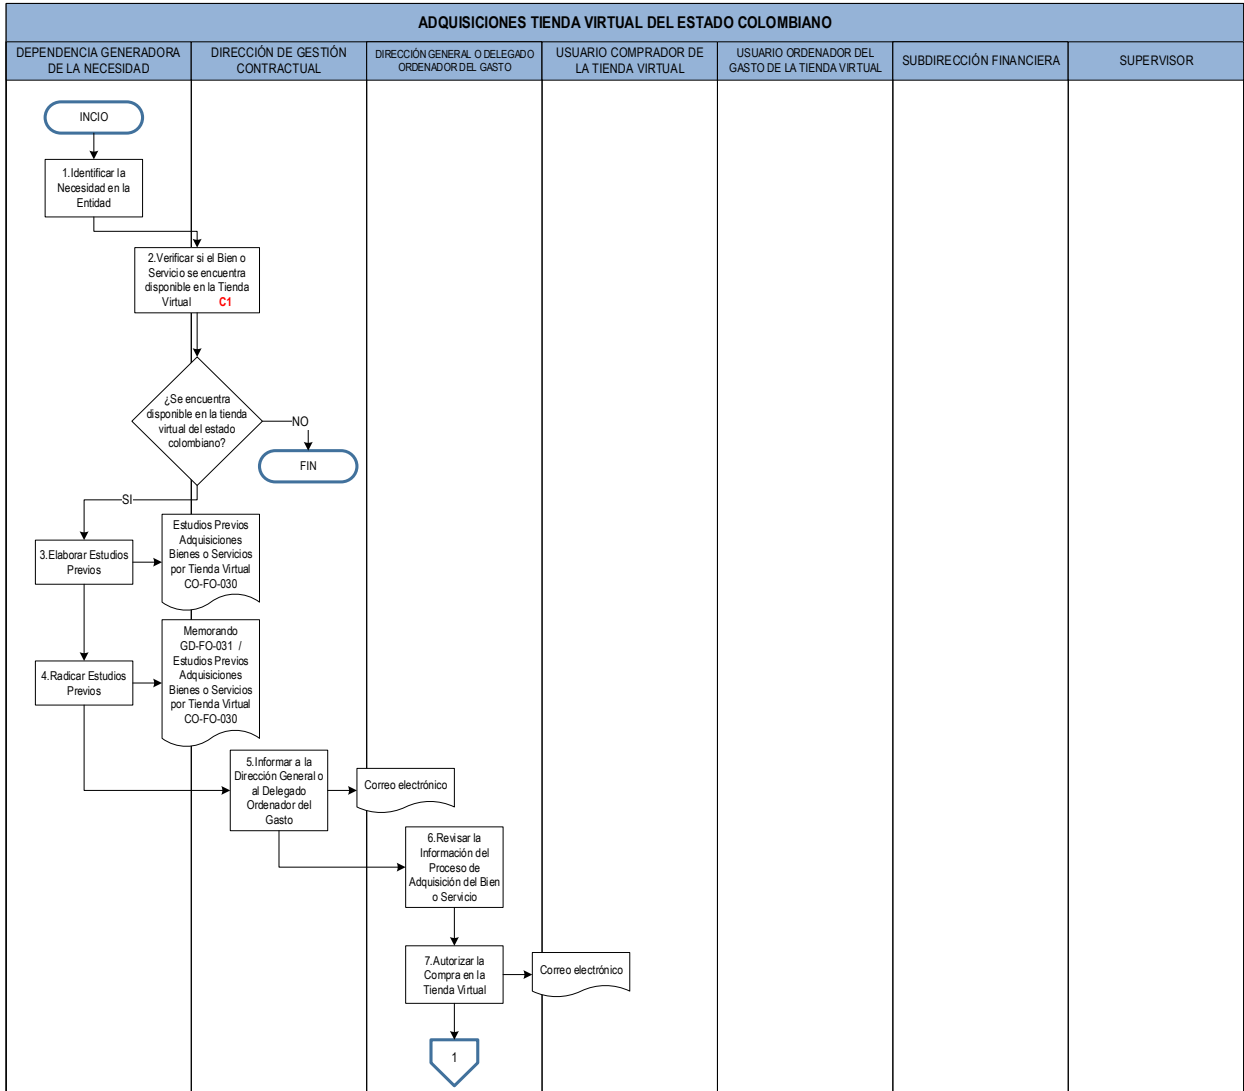 ADQUISICIONES TIENDA VIRTUAL DEL ESTADO COLOMBIANO
DEPENDENCIA GENERADORA
DE LA NECESIDAD
DIRECCIÓN DE GESTIÓN
CONTRACTUAL
DIRECCIÓN GENERAL O DELEGADO
ORDENADOR DEL GASTO
USUARIO COMPRADOR DE
LA TIENDA VIRTUAL
USUARIO ORDENADOR DEL
GASTO DE LA TIENDA VIRTUAL
SUBDIRECCIÓN FINANCIERA
SUPERVISOR
INCIO
1.Identificar la
Necesidad en la
Entidad
2.Verificar si el Bien o
Servicio se encuentra
disponible en la Tienda
Virtual C1
¿Se encuentra
disponible en la tienda
virtual del estado
colombiano?
NO
FIN
SI
3.Elaborar Estudios
Previos
Estudios Previos
Adquisiciones
Bienes o Servicios
por Tienda Virtual
CO-FO-030
4.Radicar Estudios
Previos
Memorando
GD-FO-031 /
Estudios Previos
Adquisiciones
Bienes o Servicios
por Tienda Virtual
CO-FO-030
5.Informar a la
Dirección General o
al Delegado
Ordenador del
Gasto
Correo electrónico
6.Revisar la
Información del
Proceso de
Adquisición del Bien
o Servicio
7.Autorizar la
Compra en la
Tienda Virtual
Correo electrónico
1